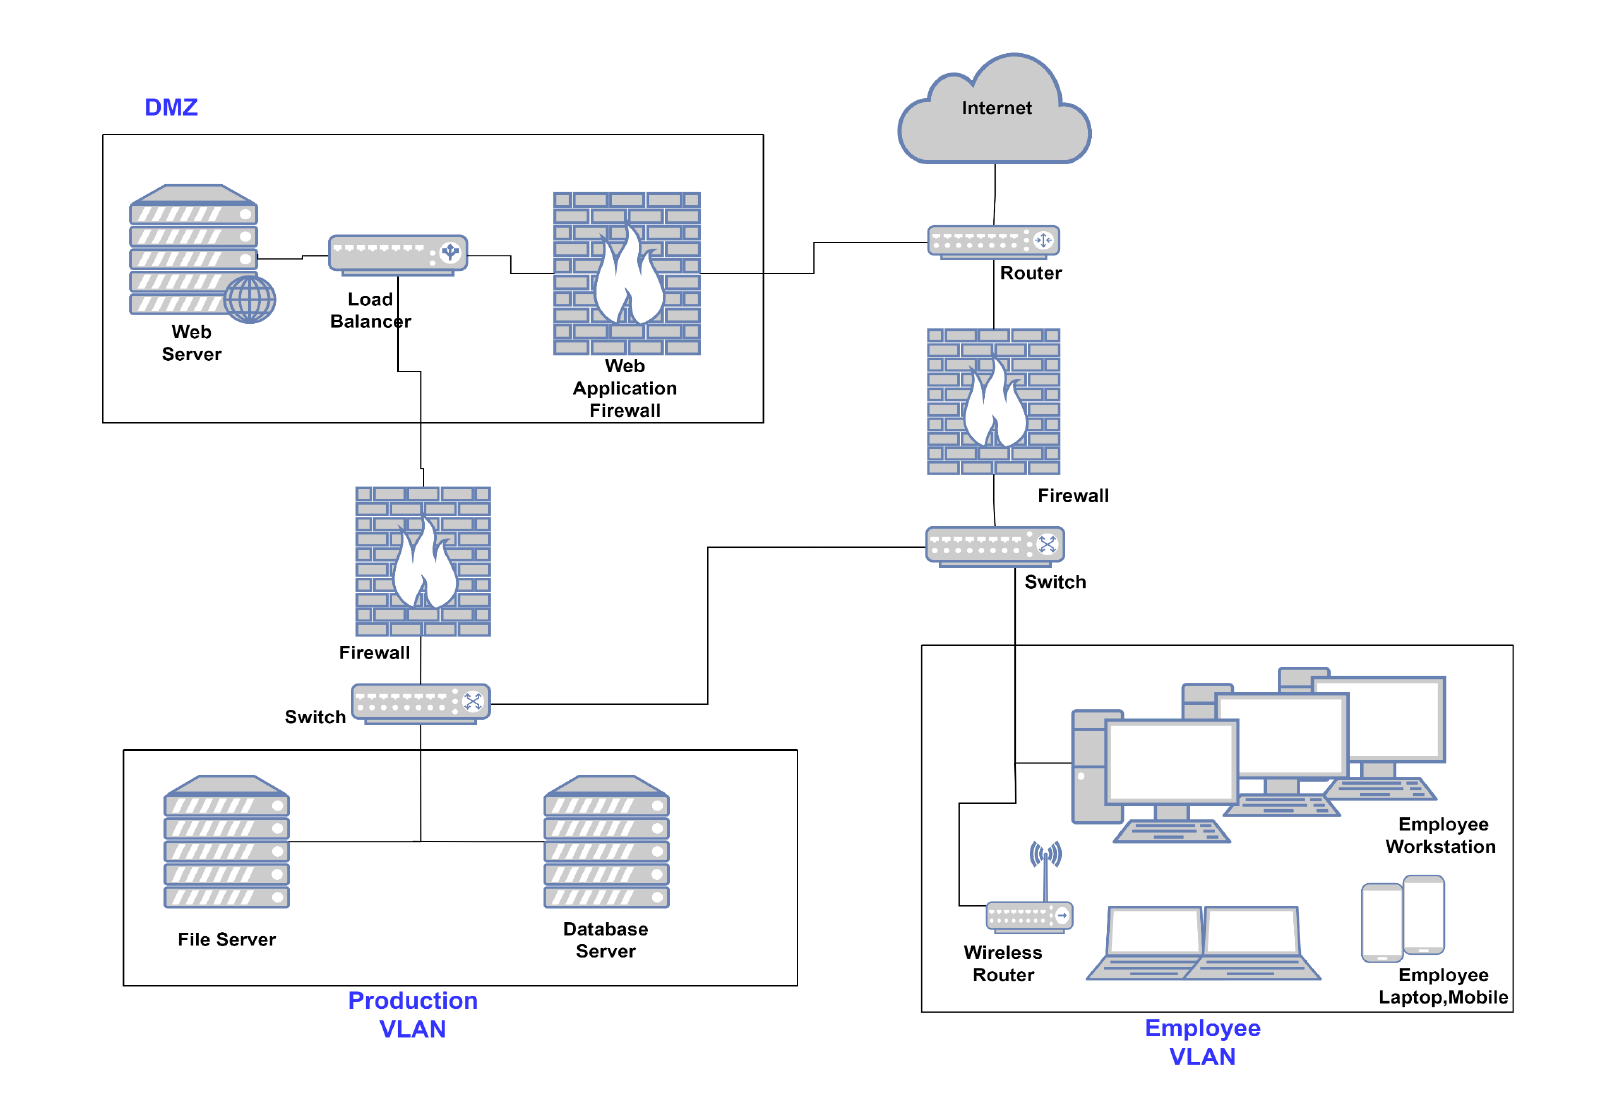 Internet
DMZ
Router
Load
Balancer
Web
Server
Web
Application
Firewall
Firewall
Switch
Firewall
Switch
Employee
Workstation
File Server
Database
Server
Wireless
Router
Employee
Laptop,Mobile
Production
VLAN
Employee
VLAN